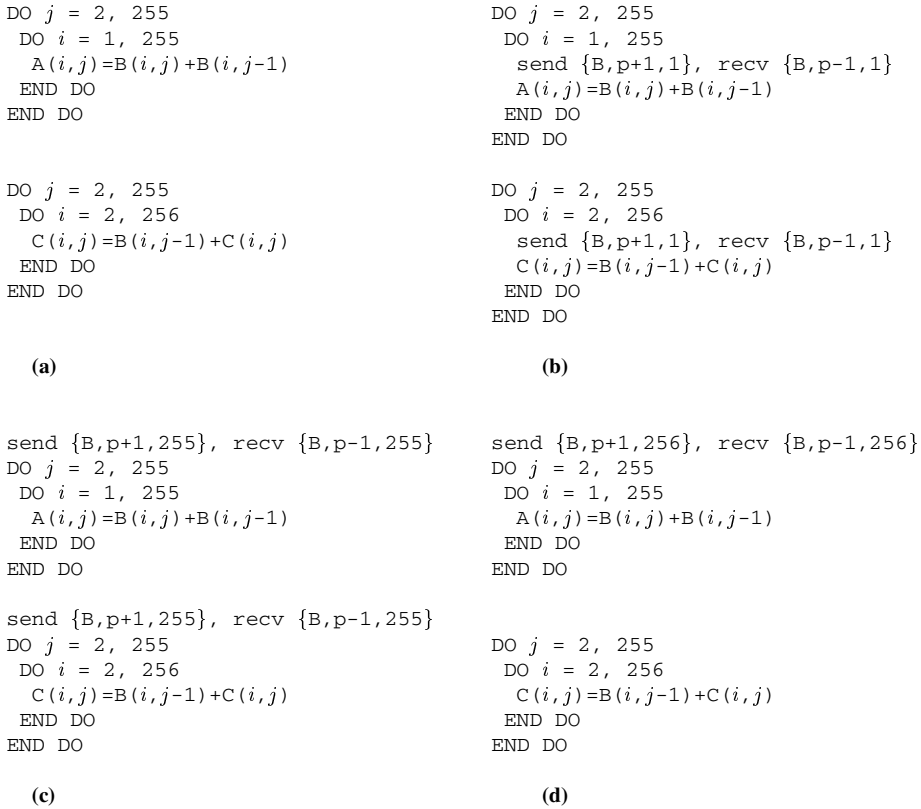 DO j = 2, 255
DO i = 1, 255
A(i,j)=B(i,j)+B(i,j-1)
END DO
END DO
DO j = 2, 255
DO i = 2, 256
C(i,j)=B(i,j-1)+C(i,j)
END DO
END DO
(a)
DO j = 2, 255
DO i = 1, 255
send {B,p+1,1}, recv {B,p-1,1}
A(i,j)=B(i,j)+B(i,j-1)
END DO
END DO
DO j = 2, 255
DO i = 2, 256
send {B,p+1,1}, recv {B,p-1,1}
C(i,j)=B(i,j-1)+C(i,j)
END DO
END DO
(b)
send {B,p+1,255}, recv {B,p-1,255}
DO j = 2, 255
DO i = 1, 255
A(i,j)=B(i,j)+B(i,j-1)
END DO
END DO
send {B,p+1,255}, recv {B,p-1,255}
DO j = 2, 255
DO i = 2, 256
C(i,j)=B(i,j-1)+C(i,j)
END DO
END DO
(c)
send {B,p+1,256}, recv {B,p-1,256}
DO j = 2, 255
DO i = 1, 255
A(i,j)=B(i,j)+B(i,j-1)
END DO
END DO
DO j = 2, 255
DO i = 2, 256
C(i,j)=B(i,j-1)+C(i,j)
END DO
END DO
(d)